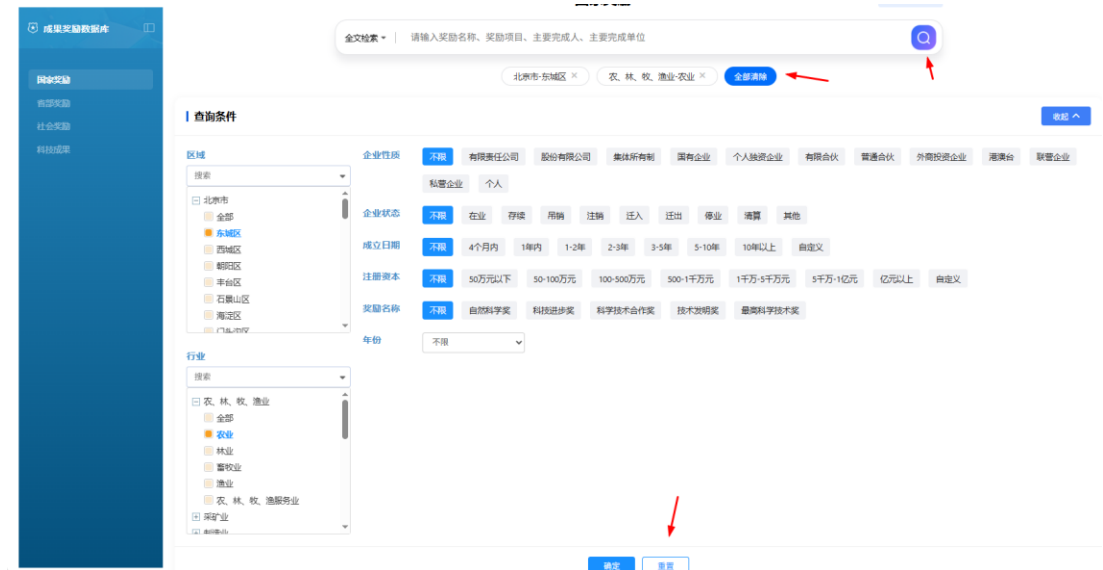 成果奖励数据库
国家奖励
省部奖励
社会奖励
科技成果
全文检索 请输入奖励名称、奖励项目、主要完成人、主要完成单位
北京市-东城区 × 农、林、牧、渔业-农业 × 全部清除
查询条件 收起
区域
搜索
北京市
全部
东城区
西城区
朝阳区
丰台区
石景山区
海淀区
门头沟区
行业
搜索
农、林、牧、渔业
全部
农业
林业
畜牧业
渔业
农、林、牧、渔服务业
采矿业
制造业
企业性质 不限 有限责任公司 股份有限公司 集体所有制 国有企业 个人独资企业 有限合伙 普通合伙 外商投资企业 港澳台 联营企业
私营企业 个人
企业状态 不限 在业 存续 吊销 注销 迁入 迁出 停业 清算 其他
成立日期 不限 4个月内 1年内 1-2年 2-3年 3-5年 5-10年 10年以上 自定义
注册资本 不限 50万元以下 50-100万元 100-500万元 500-1千万元 1千万-5千万元 5千万-1亿元 亿元以上 自定义
奖励名称 不限 自然科学奖 科技进步奖 科学技术合作奖 技术发明奖 最高科学技术奖
年份 不限
确定 重置